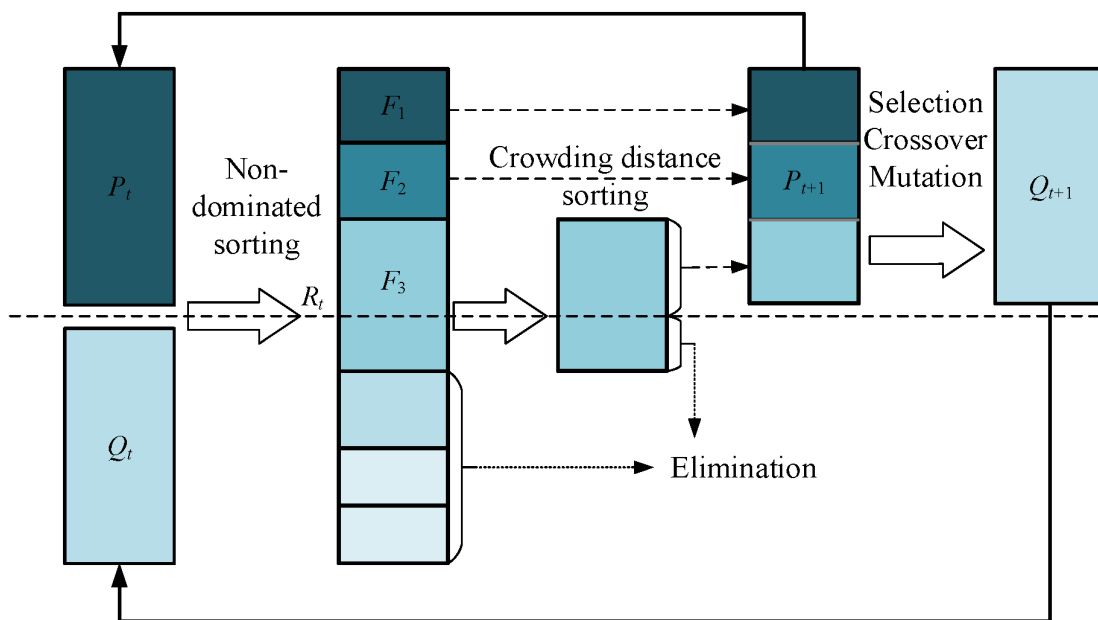 P_t
Q_t
Non-
dominated
sorting
R_t
F_1
F_2
F_3
Crowding distance
sorting
Elimination
P_{t+1}
Selection
Crossover
Mutation
Q_{t+1}